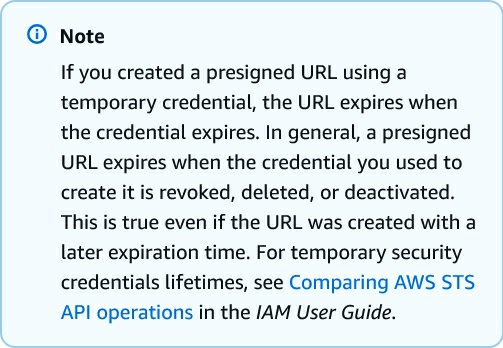 Note
If you created a presigned URL using a
temporary credential, the URL expires when
the credential expires. In general, a presigned
URL expires when the credential you used to
create it is revoked, deleted, or deactivated.
This is true even if the URL was created with a
later expiration time. For temporary security
credentials lifetimes, see Comparing AWS STS
API operations in the IAM User Guide.